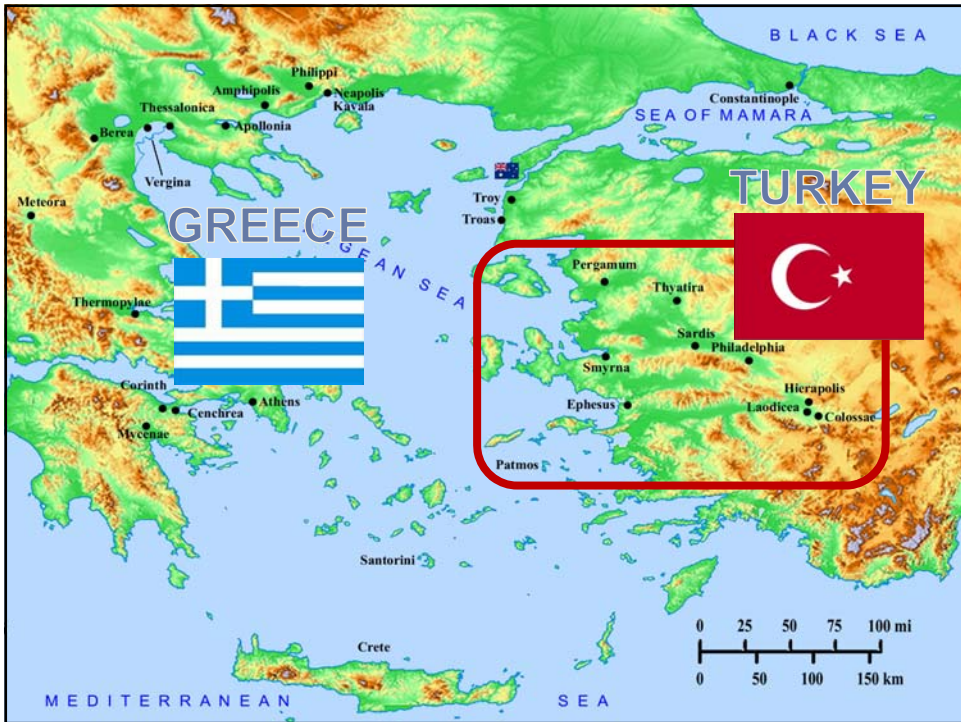 BLACK SEA
Philippi
Amphipolis
Neapolis
Kavala
Constantinople
Thessalonica
SEA OF MAMARA
Berea
Apollonia
Vergina
TURKEY
Meteora
Troy
GREECE
Troas
GEAN SEA
Pergamum
Thyatira
Thermopylae
Sardis
Philadelphia
Smyrna
Corinth
Hierapolis
Athens
Ephesus
Laodicea
Cenchrea
Colossae
Mycenae
Patmos
Santorini
0 25 50 75 100 mi
Crete
0 50 100 150 km
MEDITERRANEAN SEA